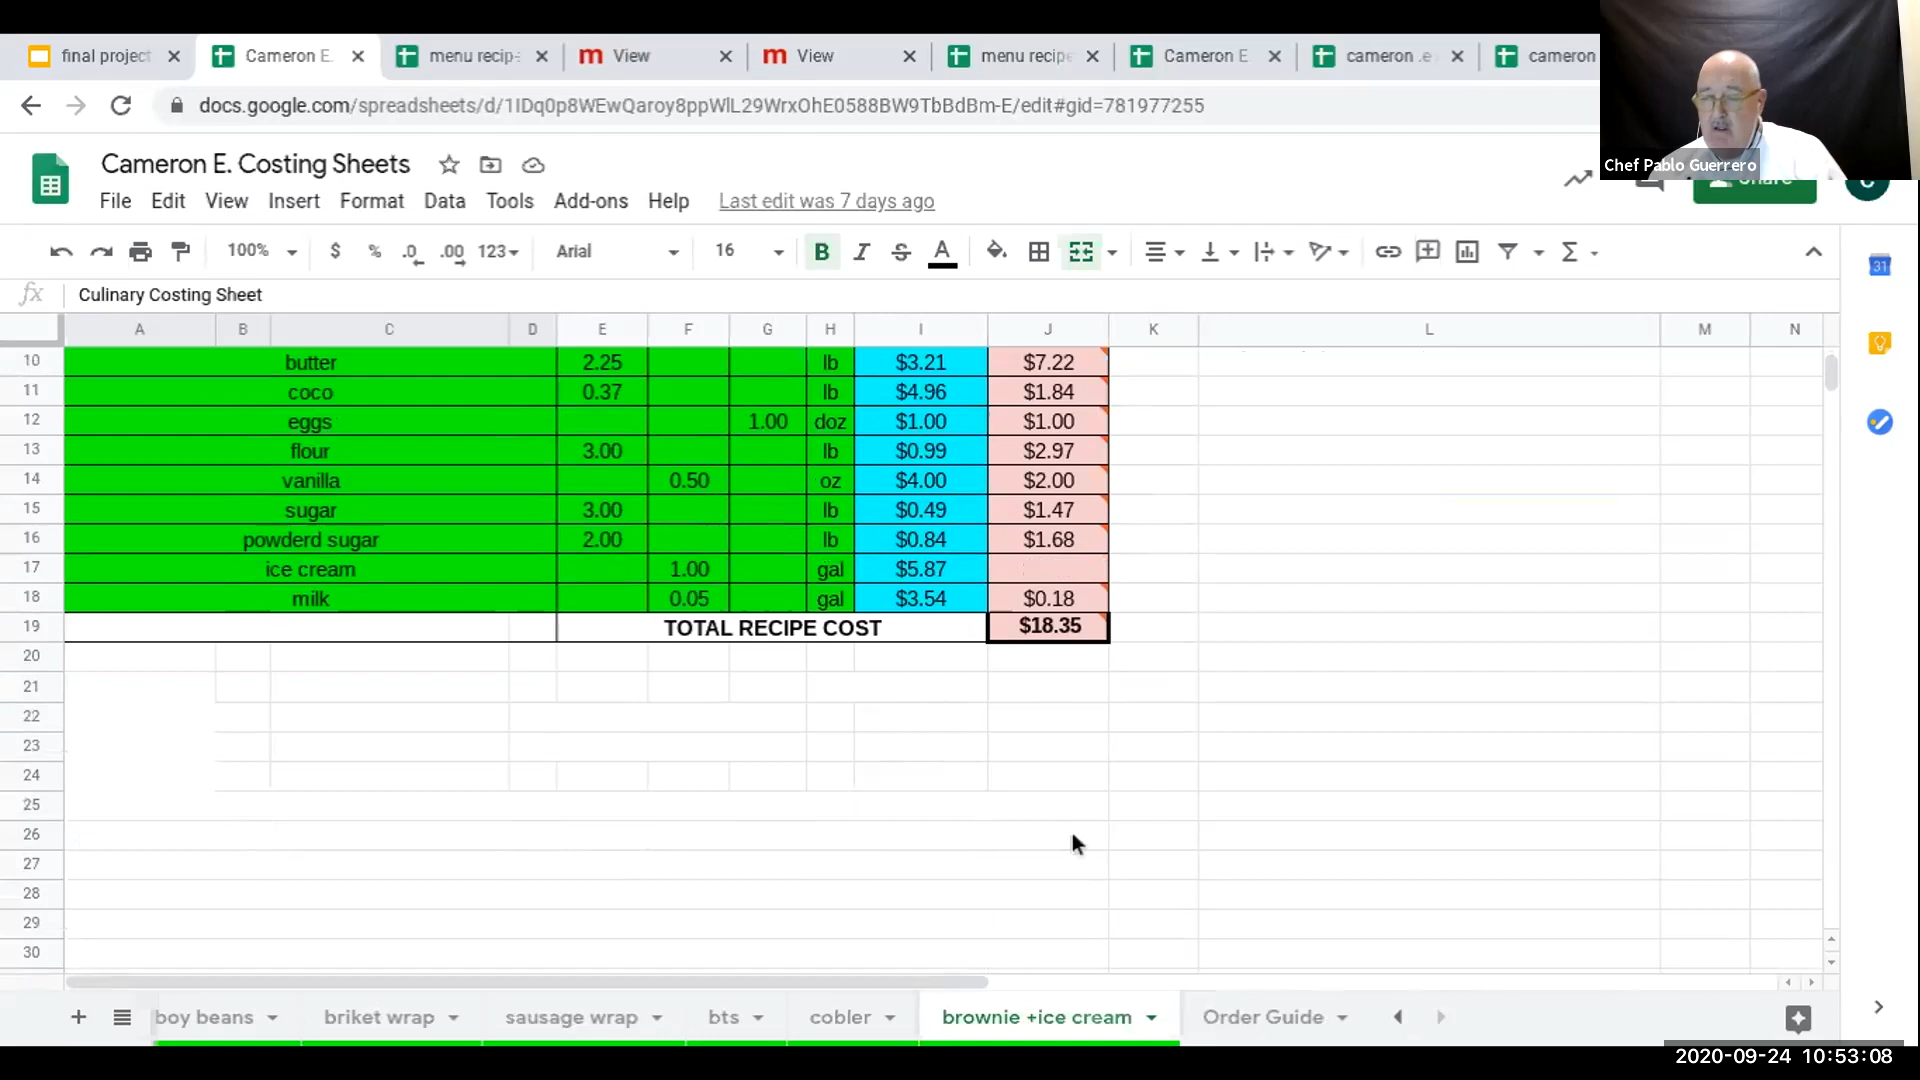 final project Cameron E. menu recip View View menu recipe Cameron E cameron .e cameron
docs.google.com/spreadsheets/d/1IDq0p8WEwQaroy8ppWlL29WrxOhE0588BW9TbBdBm-E/edit#gid=781977255
Cameron E. Costing Sheets
Chef Pablo Guerrero
Share
File Edit View Insert Format Data Tools Add-ons Help Last edit was 7 days ago
100% $ % .0 .00 123 Arial 16 B I S A
31
fx Culinary Costing Sheet
A B C D E F G H I J K L M N
10 butter 2.25 lb $3.21 $7.22
11 coco 0.37 lb $4.96 $1.84
12 eggs 1.00 doz $1.00 $1.00
13 flour 3.00 lb $0.99 $2.97
14 vanilla 0.50 oz $4.00 $2.00
15 sugar 3.00 lb $0.49 $1.47
16 powderd sugar 2.00 lb $0.84 $1.68
17 ice cream 1.00 gal $5.87
18 milk 0.05 gal $3.54 $0.18
19 TOTAL RECIPE COST $18.35
20
21
22
23
24
25
26
27
28
29
30
boy beans briket wrap sausage wrap bts cobler brownie +ice cream Order Guide
2020-09-24 10:53:08